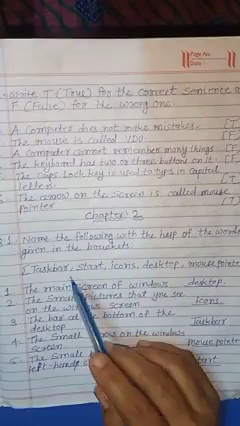 Page No.
Date
Write T (True) for the correct sentence &
F (False) for the wrong one.
A computer does not make mistakes. [T
The mouse is called VDU. [F
A computer cannot remember many things [F
The keyboard has two or three buttons on it. [F
The Caps Lock key is used to type in capital
letters. [T
The arrow on the screen is called mouse
pointer (T)
Chapter: 2
Q.1. Name the following with the help of the words
given in the brackets.
[Taskbar, start, icons, desktop, mouse pointer
1. The main screen of windows desktop.
2. The small pictures that you see
on the windows screen Icons.
3. The bar at the bottom of the
desktop Taskbar
4. The small arrow on the windows
screen. mouse pointe
5. The small
left-hand start